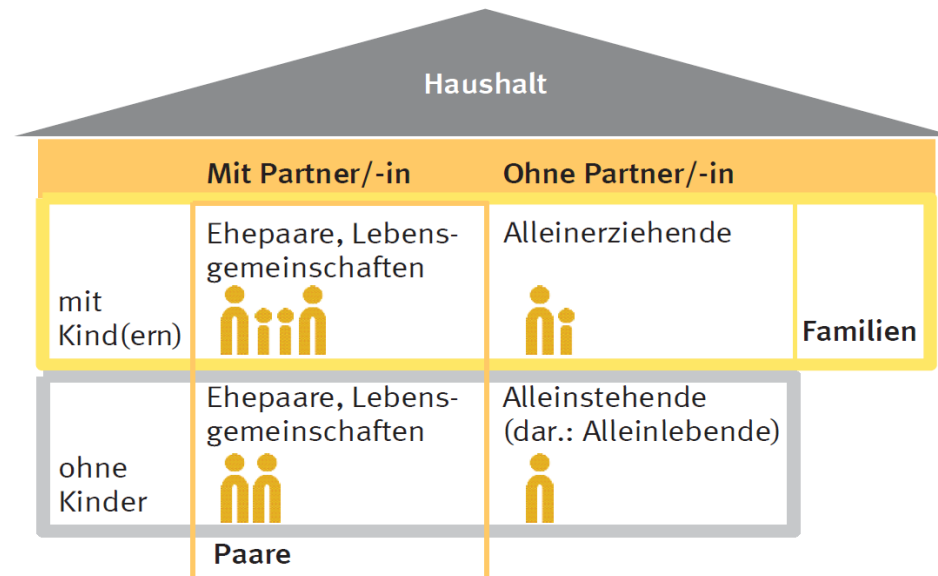 Haushalt
Mit Partner/-in
Ohne Partner/-in
mit
Kind(ern)
Ehepaare, Lebens-
gemeinschaften
Alleinerziehende
Familien
ohne
Kinder
Ehepaare, Lebens-
gemeinschaften
Alleinstehende
(dar.: Alleinlebende)
Paare